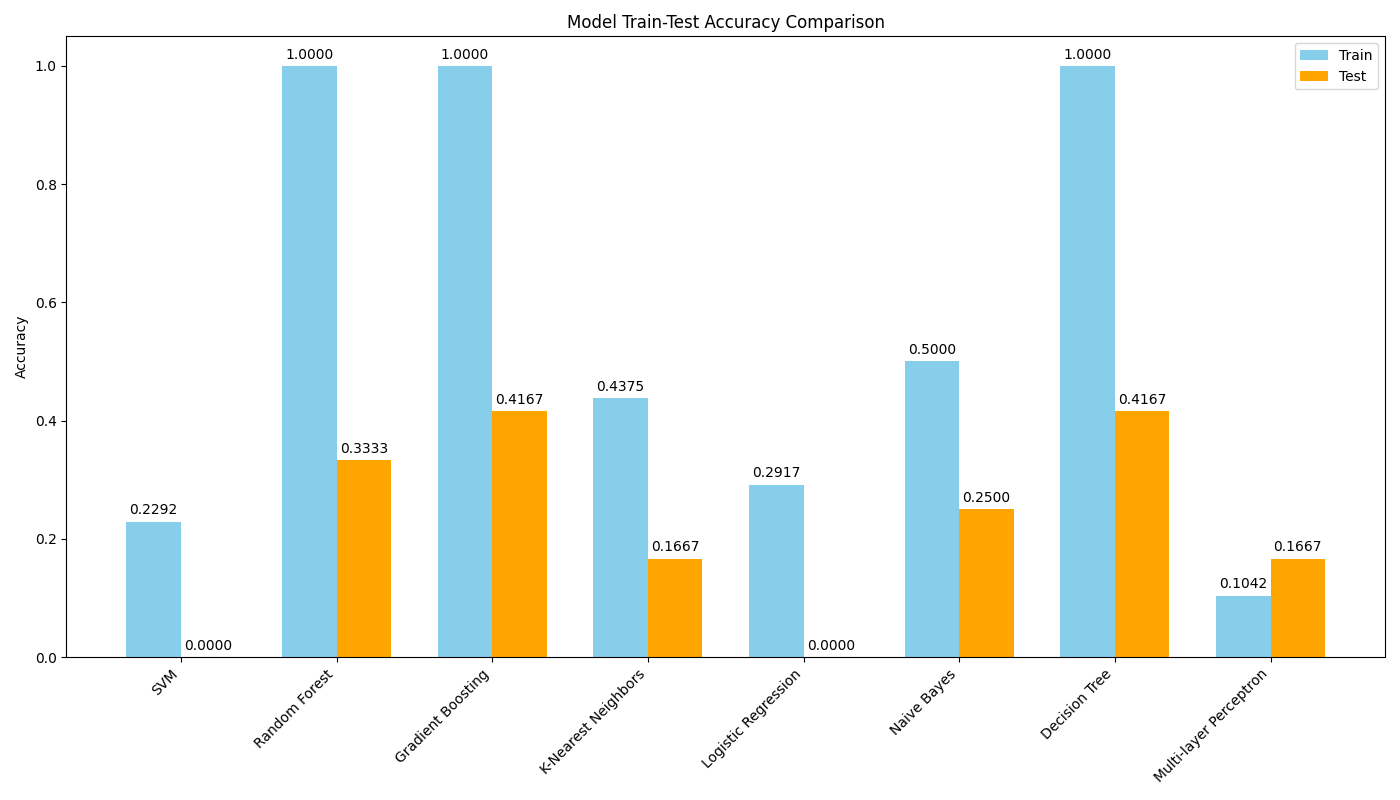 Model Train-Test Accuracy Comparison
Train
Test
Accuracy
1.0
0.8
0.6
0.4
0.2
0.0
0.2292
0.0000
1.0000
0.3333
1.0000
0.4167
0.4375
0.1667
0.2917
0.0000
0.5000
0.2500
1.0000
0.4167
0.1042
0.1667
SVM
Random Forest
Gradient Boosting
K-Nearest Neighbors
Logistic Regression
Naive Bayes
Decision Tree
Multi-layer Perceptron